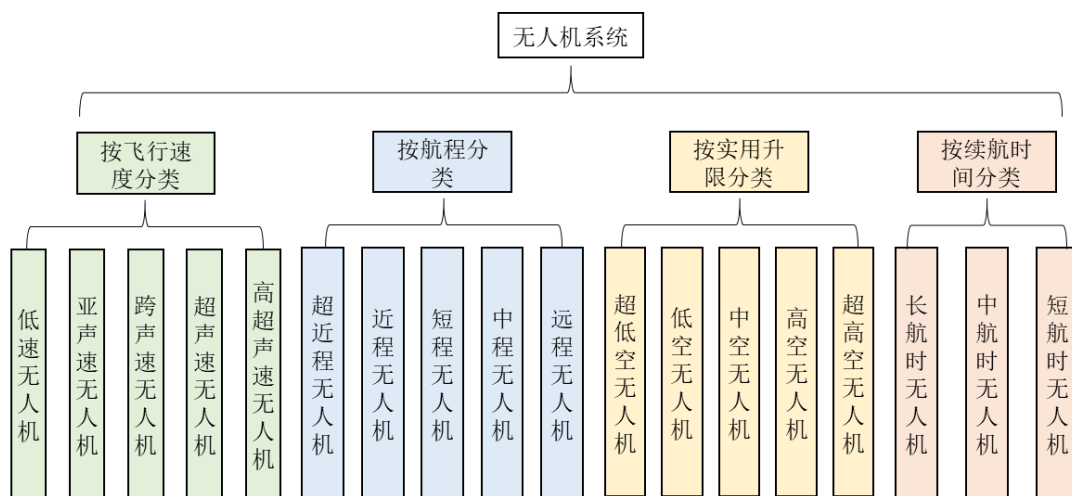 无人机系统
按飞行速
度分类
按航程分
类
按实用升
限分类
按续航时
间分类
低速无人机
亚声速无人机
跨声速无人机
超声速无人机
高超声速无人机
超近程无人机
近程无人机
短程无人机
中程无人机
远程无人机
超低空无人机
低空无人机
中空无人机
高空无人机
超高空无人机
长航时无人机
中航时无人机
短航时无人机